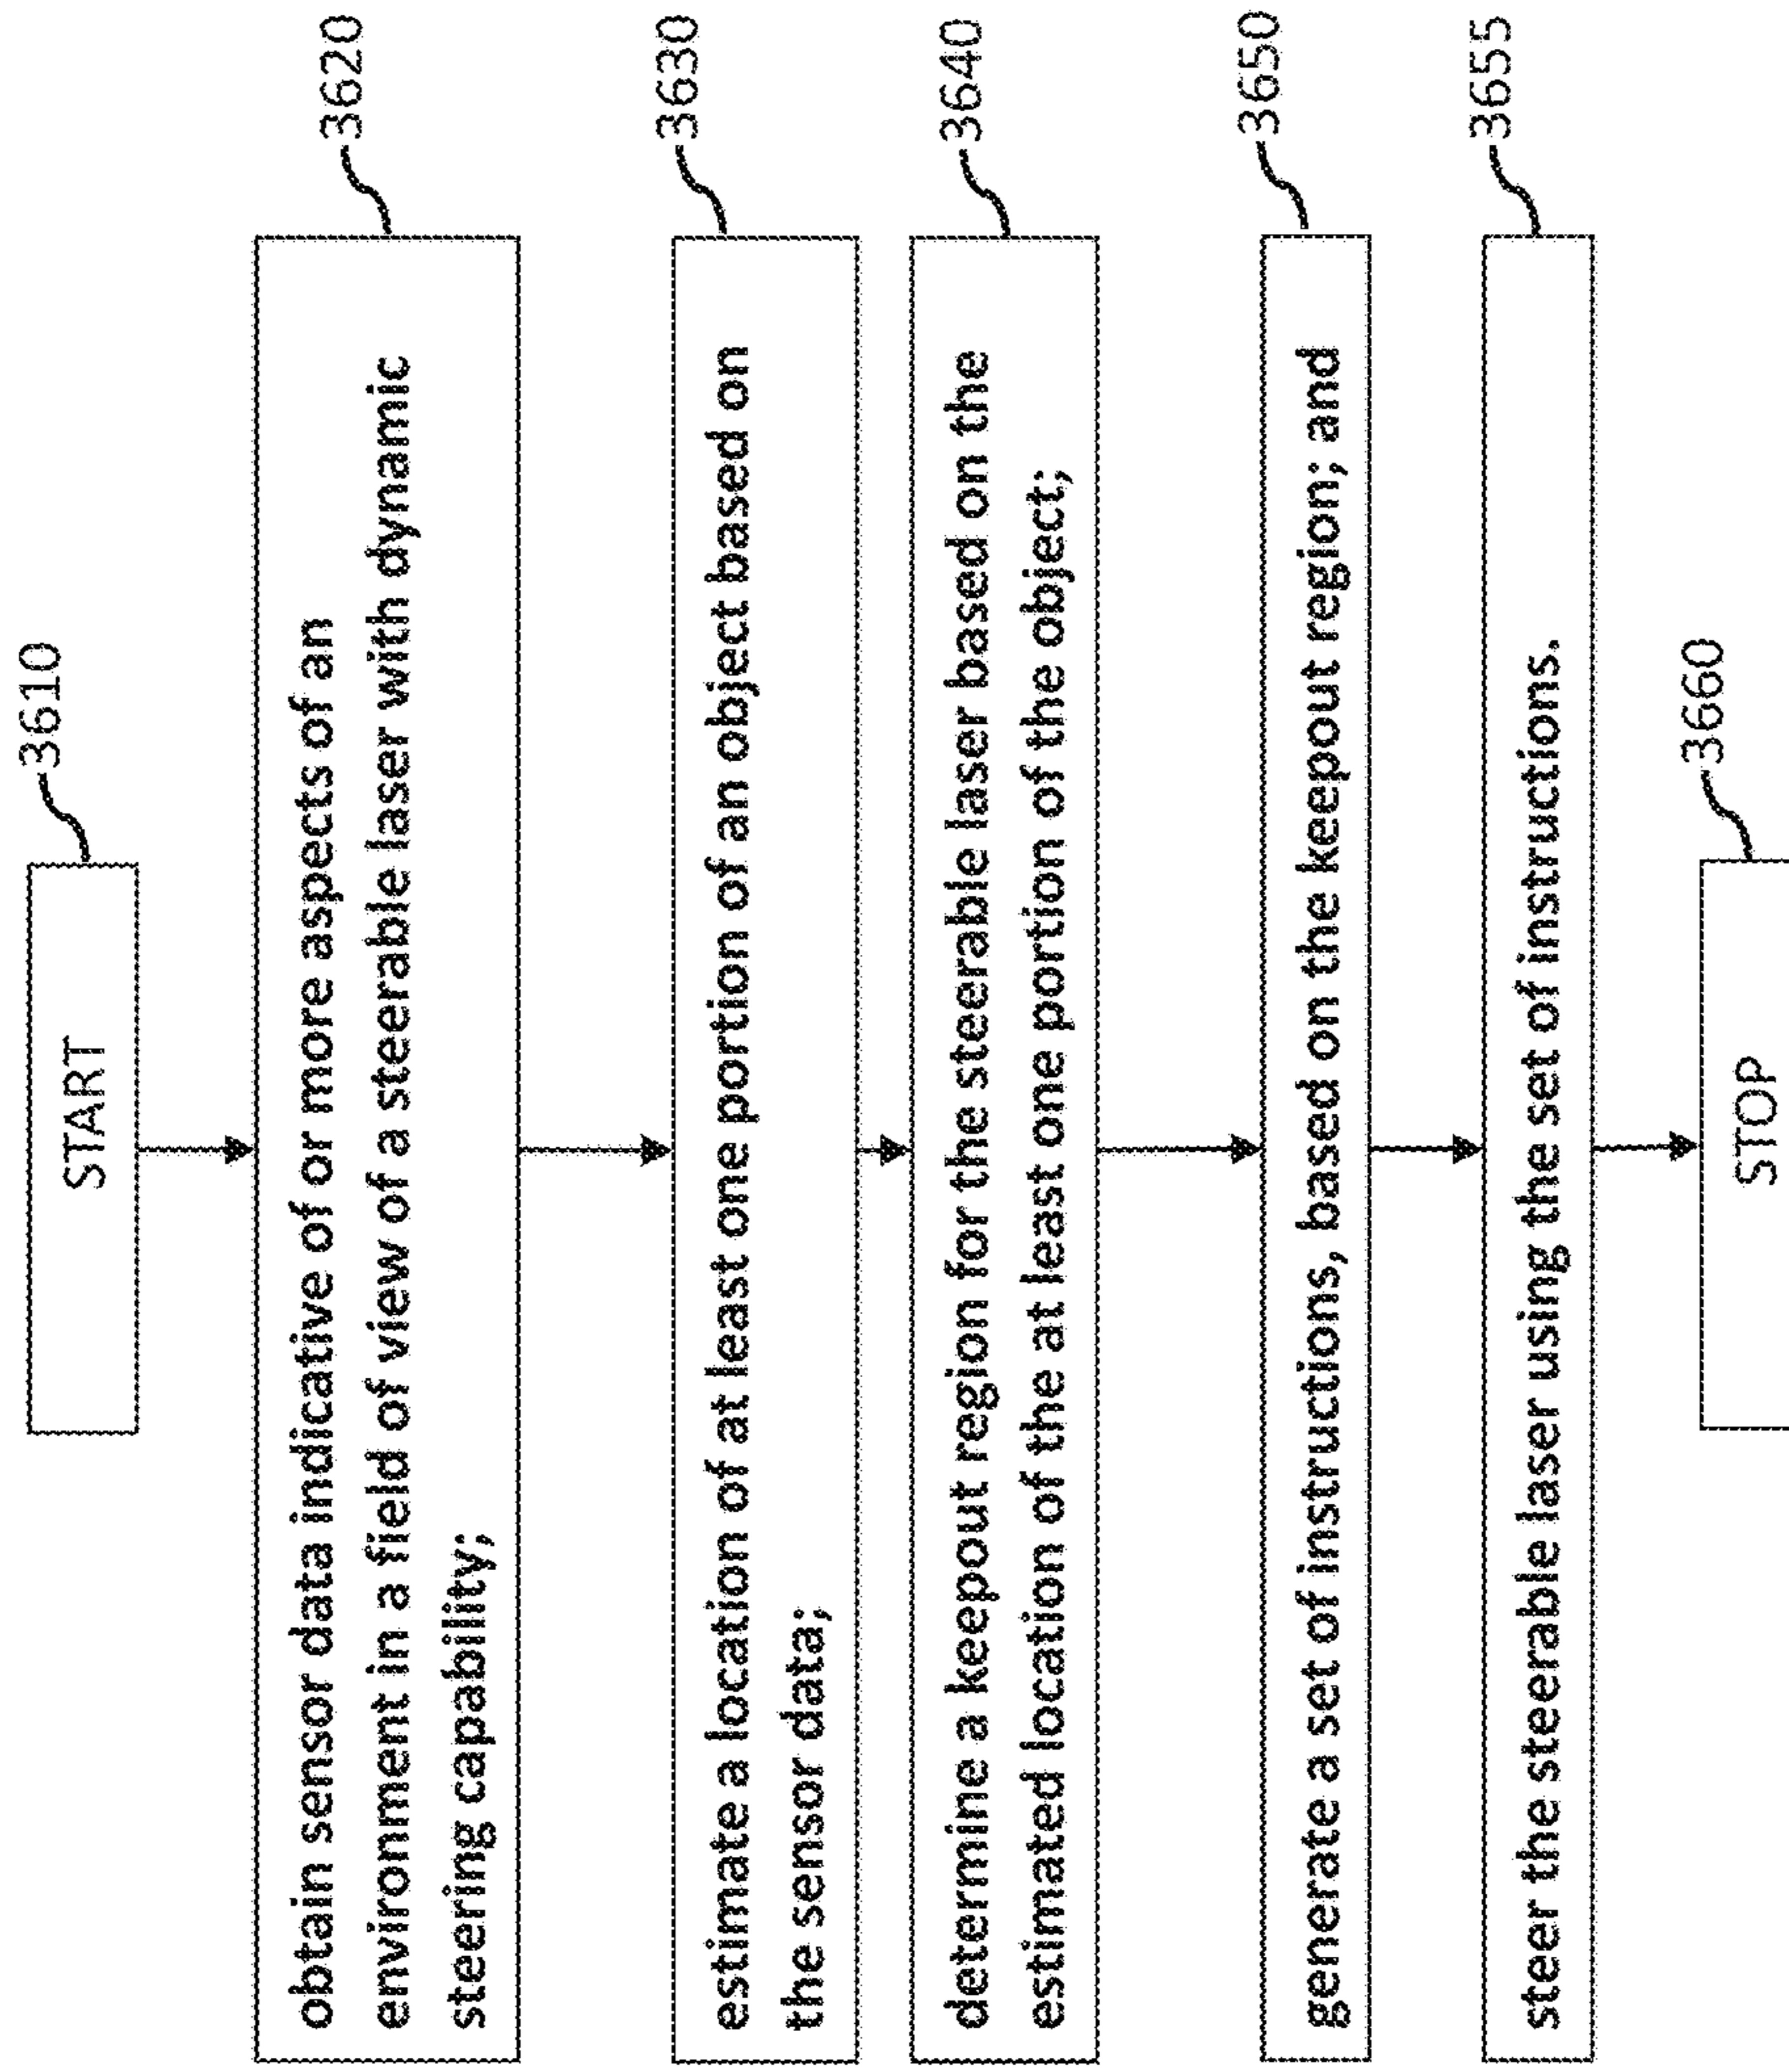 START
3610
obtain sensor data indicative of or more aspects of an
environment in a field of view of a steerable laser with dynamic
steering capability;
3620
estimate a location of at least one portion of an object based on
the sensor data;
3630
determine a keepout region for the steerable laser based on the
estimated location of the at least one portion of the object;
3640
generate a set of instructions, based on the keepout region; and
3650
steer the steerable laser using the set of instructions.
3655
STOP
3660